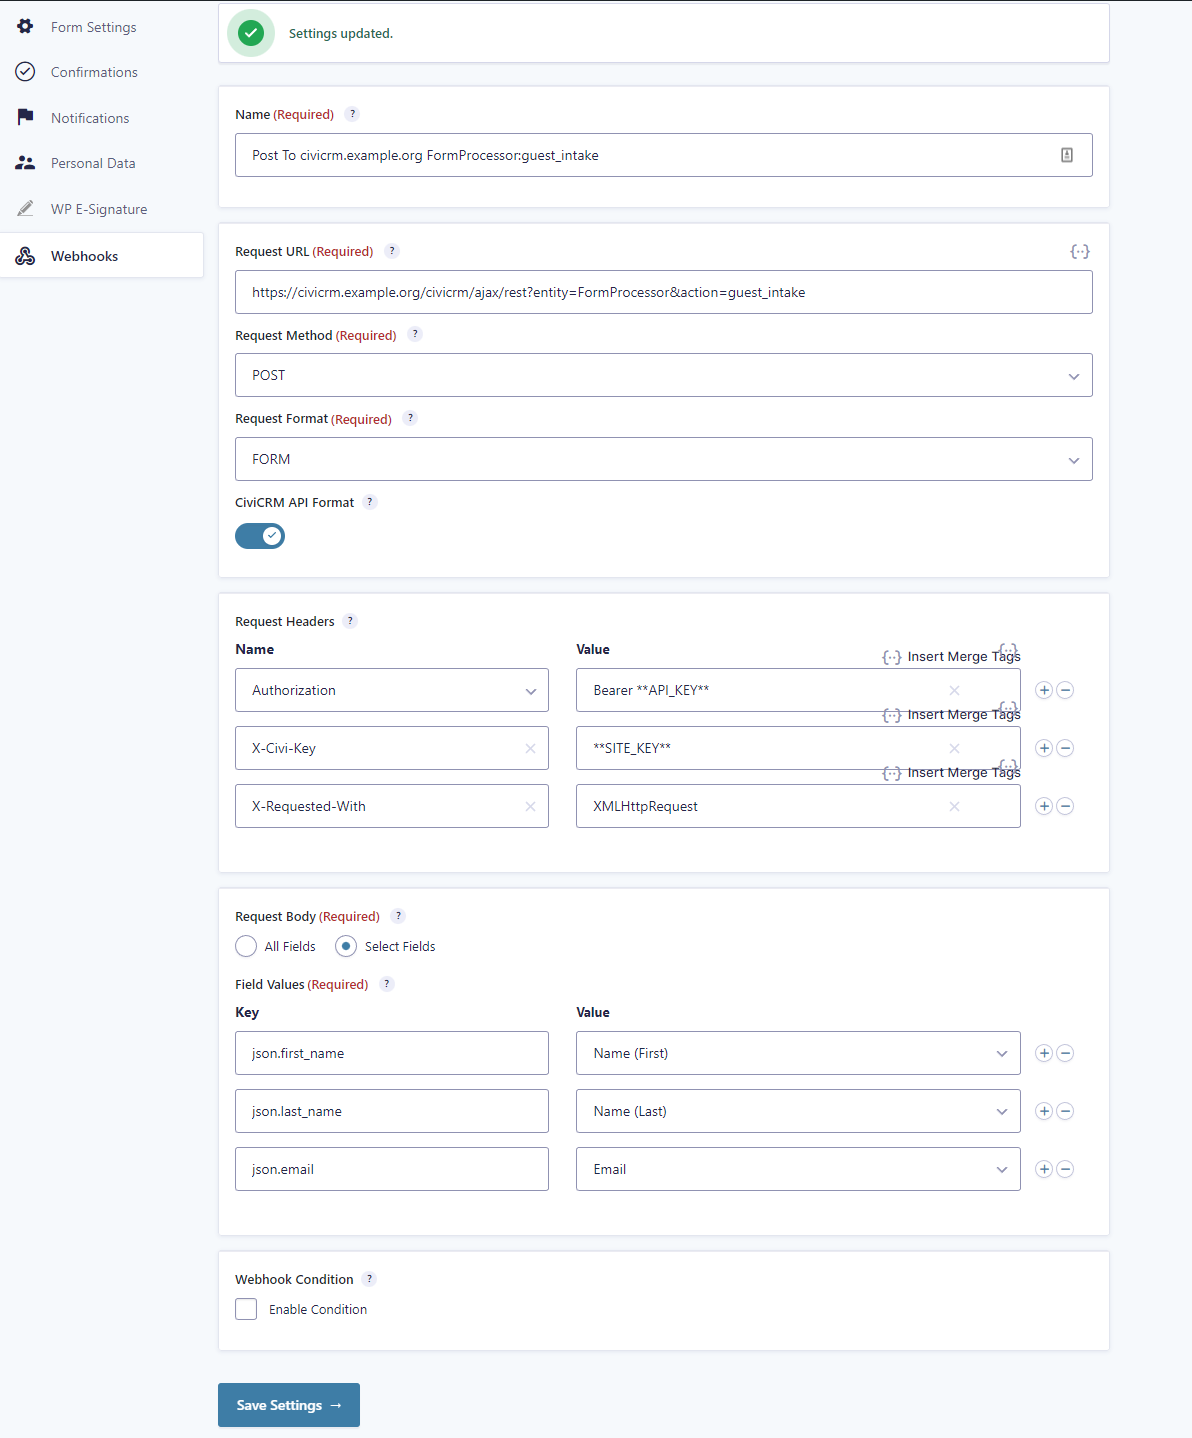 Form Settings
Confirmations
Notifications
Personal Data
WP E-Signature
Webhooks
Settings updated.
Name (Required) ?
Post To civicrm.example.org FormProcessor:guest_intake
Request URL (Required) ?
https://civicrm.example.org/civicrm/ajax/rest?entity=FormProcessor&action=guest_intake
Request Method (Required) ?
POST
Request Format (Required) ?
FORM
CiviCRM API Format ?
Request Headers ?
Name Value
Insert Merge Tags
Authorization Bearer **API_KEY**
Insert Merge Tags
X-Civi-Key **SITE_KEY**
Insert Merge Tags
X-Requested-With XMLHttpRequest
Request Body (Required) ?
All Fields Select Fields
Field Values (Required) ?
Key Value
json.first_name Name (First)
json.last_name Name (Last)
json.email Email
Webhook Condition ?
Enable Condition
Save Settings →